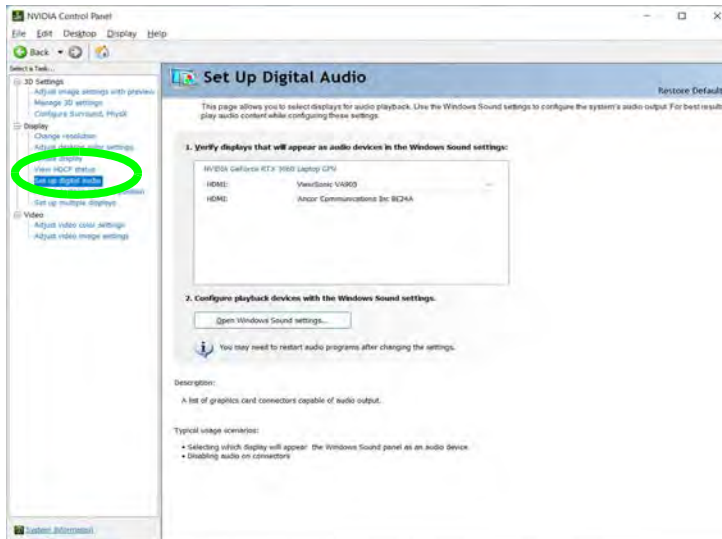 NVIDIA Control Panel
File Edit Desktop Display Help
Back
Select a Task...
3D Settings
Adjust image settings with preview
Manage 3D settings
Configure Surround, PhysX
Display
Change resolution
Adjust desktop color settings
display
View HDCP status
Set up digital audio
Set up multiple displays
Video
Adjust video color settings
Adjust video image settings
System Information
Set Up Digital Audio
Restore Default
This page allows you to select displays for audio playback. Use the Windows Sound settings to configure the system's audio output. For best result
play audio content while configuring these settings.
1. Verify displays that will appear as audio devices in the Windows Sound settings:
NVIDIA GeForce RTX 3060 Laptop GPU
HDMI: ViewSonic VA905
HDMI: Ancor Communications Inc BE24A
2. Configure playback devices with the Windows Sound settings.
Open Windows Sound settings...
You may need to restart audio programs after changing the settings.
Description:
A list of graphics card connectors capable of audio output.
Typical usage scenarios:
• Selecting which display will appear the Windows Sound panel as an audio device
• Disabling audio on connectors